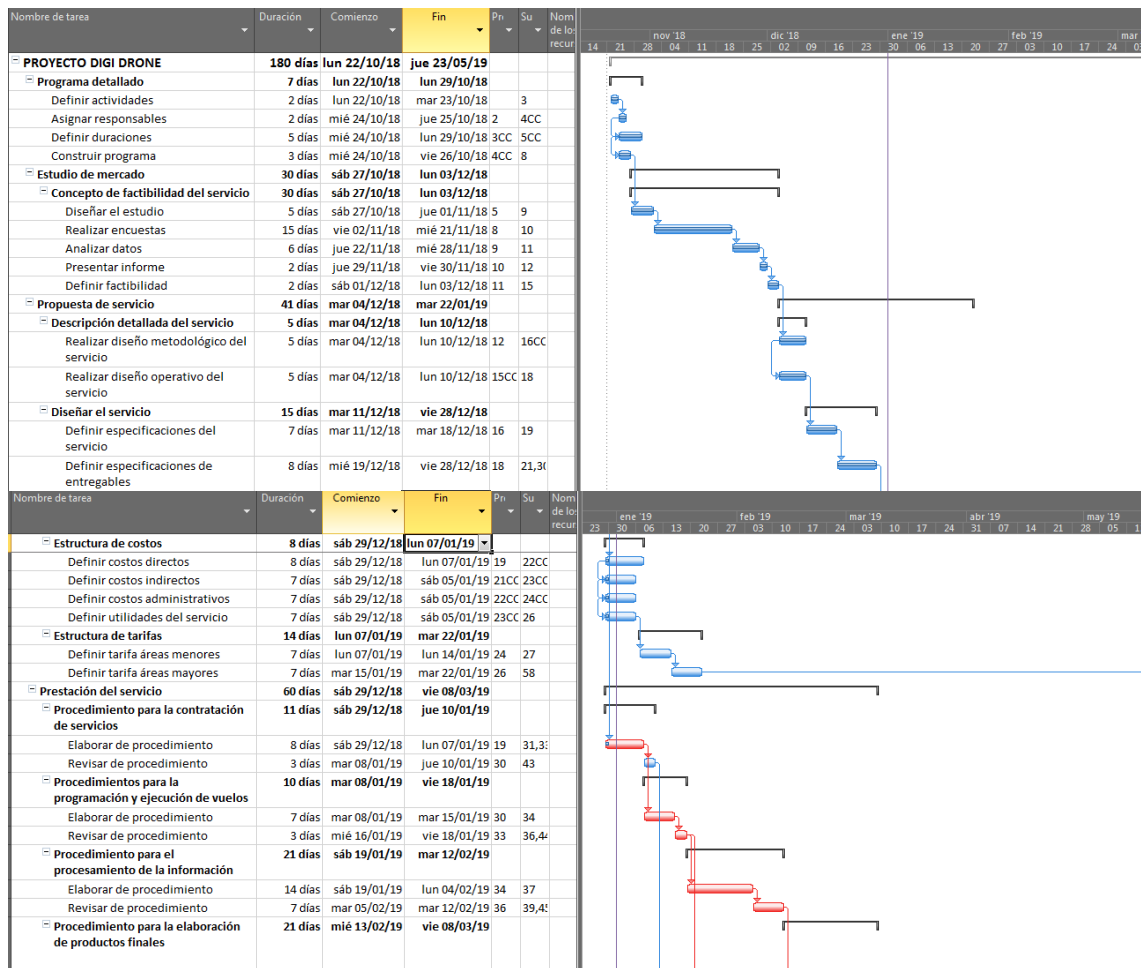 Nombre de tarea Duración Comienzo Fin Pr Su Nom
de los
recur
nov '18 dic '18 ene '19 feb '19 mar
14 21 28 04 11 18 25 02 09 16 23 30 06 13 20 27 03 10 17 24 03
PROYECTO DIGI DRONE 180 días lun 22/10/18 jue 23/05/19
Programa detallado 7 días lun 22/10/18 lun 29/10/18
Definir actividades 2 días lun 22/10/18 mar 23/10/18 3
Asignar responsables 2 días mié 24/10/18 jue 25/10/18 2 4CC
Definir duraciones 5 días mié 24/10/18 lun 29/10/18 3CC 5CC
Construir programa 3 días mié 24/10/18 vie 26/10/18 4CC 8
Estudio de mercado 30 días sáb 27/10/18 lun 03/12/18
Concepto de factibilidad del servicio 30 días sáb 27/10/18 lun 03/12/18
Diseñar el estudio 5 días sáb 27/10/18 jue 01/11/18 5 9
Realizar encuestas 15 días vie 02/11/18 mié 21/11/18 8 10
Analizar datos 6 días jue 22/11/18 mié 28/11/18 9 11
Presentar informe 2 días jue 29/11/18 vie 30/11/18 10 12
Definir factibilidad 2 días sáb 01/12/18 lun 03/12/18 11 15
Propuesta de servicio 41 días mar 04/12/18 mar 22/01/19
Descripción detallada del servicio 5 días mar 04/12/18 lun 10/12/18
Realizar diseño metodológico del 5 días mar 04/12/18 lun 10/12/18 12 16CC
servicio
Realizar diseño operativo del 5 días mar 04/12/18 lun 10/12/18 15CC 18
servicio
Diseñar el servicio 15 días mar 11/12/18 vie 28/12/18
Definir especificaciones del 7 días mar 11/12/18 mar 18/12/18 16 19
servicio
Definir especificaciones de 8 días mié 19/12/18 vie 28/12/18 18 21,30
entregables
Nombre de tarea Duración Comienzo Fin Pr Su Nom
de los
recur
ene '19 feb '19 mar '19 abr '19 may '19
23 30 06 13 20 27 03 10 17 24 03 10 17 24 31 07 14 21 28 05 1
Estructura de costos 8 días sáb 29/12/18 lun 07/01/19
Definir costos directos 8 días sáb 29/12/18 lun 07/01/19 19 22CC
Definir costos indirectos 7 días sáb 29/12/18 sáb 05/01/19 21CC 23CC
Definir costos administrativos 7 días sáb 29/12/18 sáb 05/01/19 22CC 24CC
Definir utilidades del servicio 7 días sáb 29/12/18 sáb 05/01/19 23CC 26
Estructura de tarifas 14 días lun 07/01/19 mar 22/01/19
Definir tarifa áreas menores 7 días lun 07/01/19 lun 14/01/19 24 27
Definir tarifa áreas mayores 7 días mar 15/01/19 mar 22/01/19 26 58
Prestación del servicio 60 días sáb 29/12/18 vie 08/03/19
Procedimiento para la contratación 11 días sáb 29/12/18 jue 10/01/19
de servicios
Elaborar de procedimiento 8 días sáb 29/12/18 lun 07/01/19 19 31,33
Revisar de procedimiento 3 días mar 08/01/19 jue 10/01/19 30 43
Procedimientos para la 10 días mar 08/01/19 vie 18/01/19
programación y ejecución de vuelos
Elaborar de procedimiento 7 días mar 08/01/19 mar 15/01/19 30 34
Revisar de procedimiento 3 días mié 16/01/19 vie 18/01/19 33 36,44
Procedimiento para el 21 días sáb 19/01/19 mar 12/02/19
procesamiento de la información
Elaborar de procedimiento 14 días sáb 19/01/19 lun 04/02/19 34 37
Revisar de procedimiento 7 días mar 05/02/19 mar 12/02/19 36 39,45
Procedimiento para la elaboración 21 días mié 13/02/19 vie 08/03/19
de productos finales